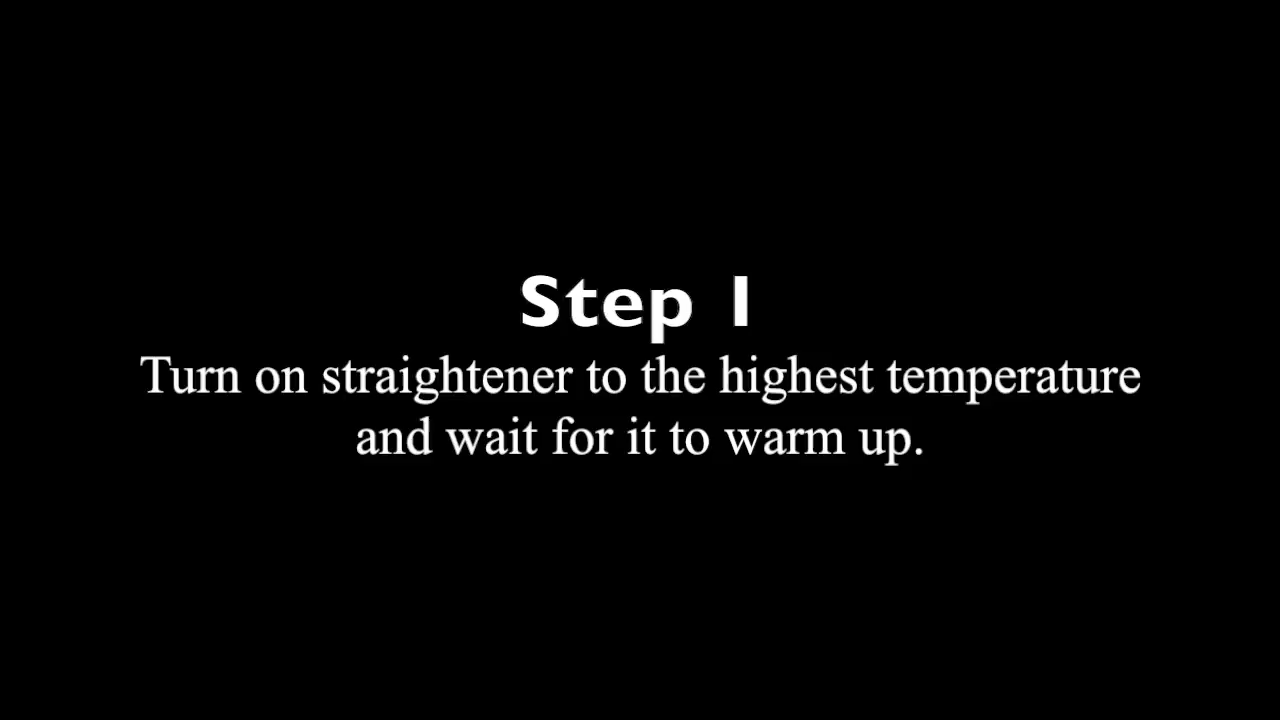 Step 1
Turn on straightener to the highest temperature
and wait for it to warm up.